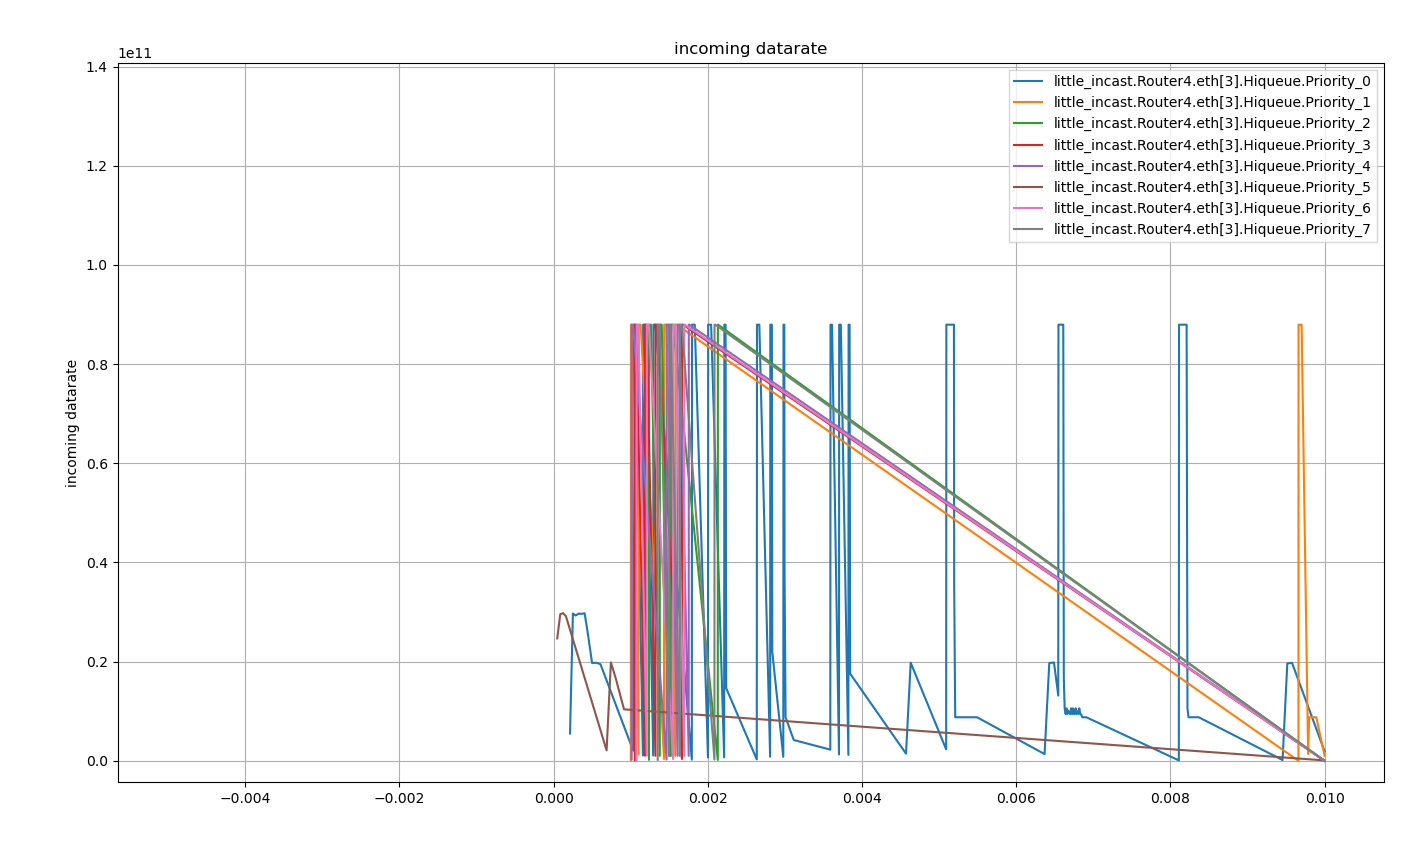 incoming datarate
1e11
1.4
1.2
1.0
0.8
0.6
0.4
0.2
0.0
incoming datarate
little_incast.Router4.eth[3].Hiqueue.Priority_0
little_incast.Router4.eth[3].Hiqueue.Priority_1
little_incast.Router4.eth[3].Hiqueue.Priority_2
little_incast.Router4.eth[3].Hiqueue.Priority_3
little_incast.Router4.eth[3].Hiqueue.Priority_4
little_incast.Router4.eth[3].Hiqueue.Priority_5
little_incast.Router4.eth[3].Hiqueue.Priority_6
little_incast.Router4.eth[3].Hiqueue.Priority_7
−0.004 −0.002 0.000 0.002 0.004 0.006 0.008 0.010